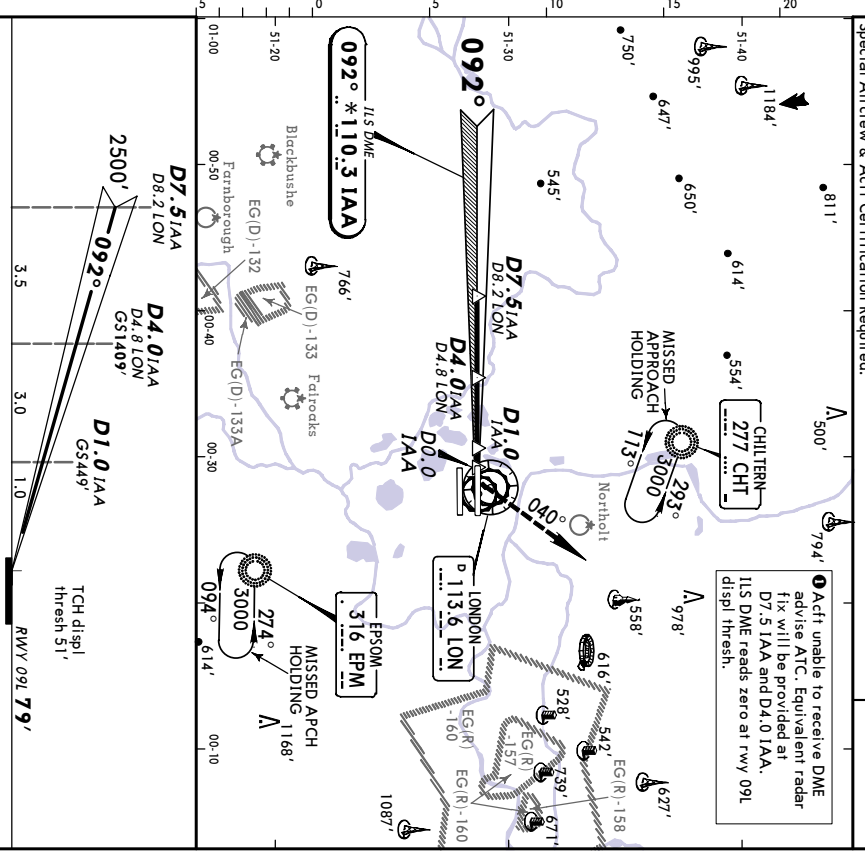 Special Aircrew & Acft Certification Required.
5
0
5
10
15
20
01-00
51-20
51-30
51-40
750'
995'
1184'
647'
00-50
545'
650'
811'
614'
554'
092°
ILS DME
092° *110.3 IAA
Blackbushe
Farnborough
EG(D)-132
766'
EG(D)-133
EG(D)-133A
00-40
Fairoaks
D7.5 IAA
D8.2 LON
D4.0 IAA
D4.8 LON
D1.0
IAA
D0.0
IAA
MISSED
APPROACH
HOLDING
CHILTERN
277 CHT
293°
3000
113°
500'
794'
00-30
Northolt
040°
LONDON
D 113.6 LON
❶ Acft unable to receive DME
advise ATC. Equivalent radar
fix will be provided at
D7.5 IAA and D4.0 IAA.
ILS DME reads zero at rwy 09L
displ thresh.
558'
978'
616'
EPSOM
316 EPM
274°
3000
094°
MISSED APCH
HOLDING
614'
1168'
00-10
528'
542'
739'
671'
627'
1087'
EG(R)
-160
EG(R)
-157
EG(R)-160
EG(R)-158
D7.5 IAA
D8.2 LON
D4.0 IAA
D4.8 LON
GS1409'
D1.0 IAA
GS449'
2500'
092°
3.5
3.0
1.0
TCH displ
thresh 51'
RWY 09L 79'